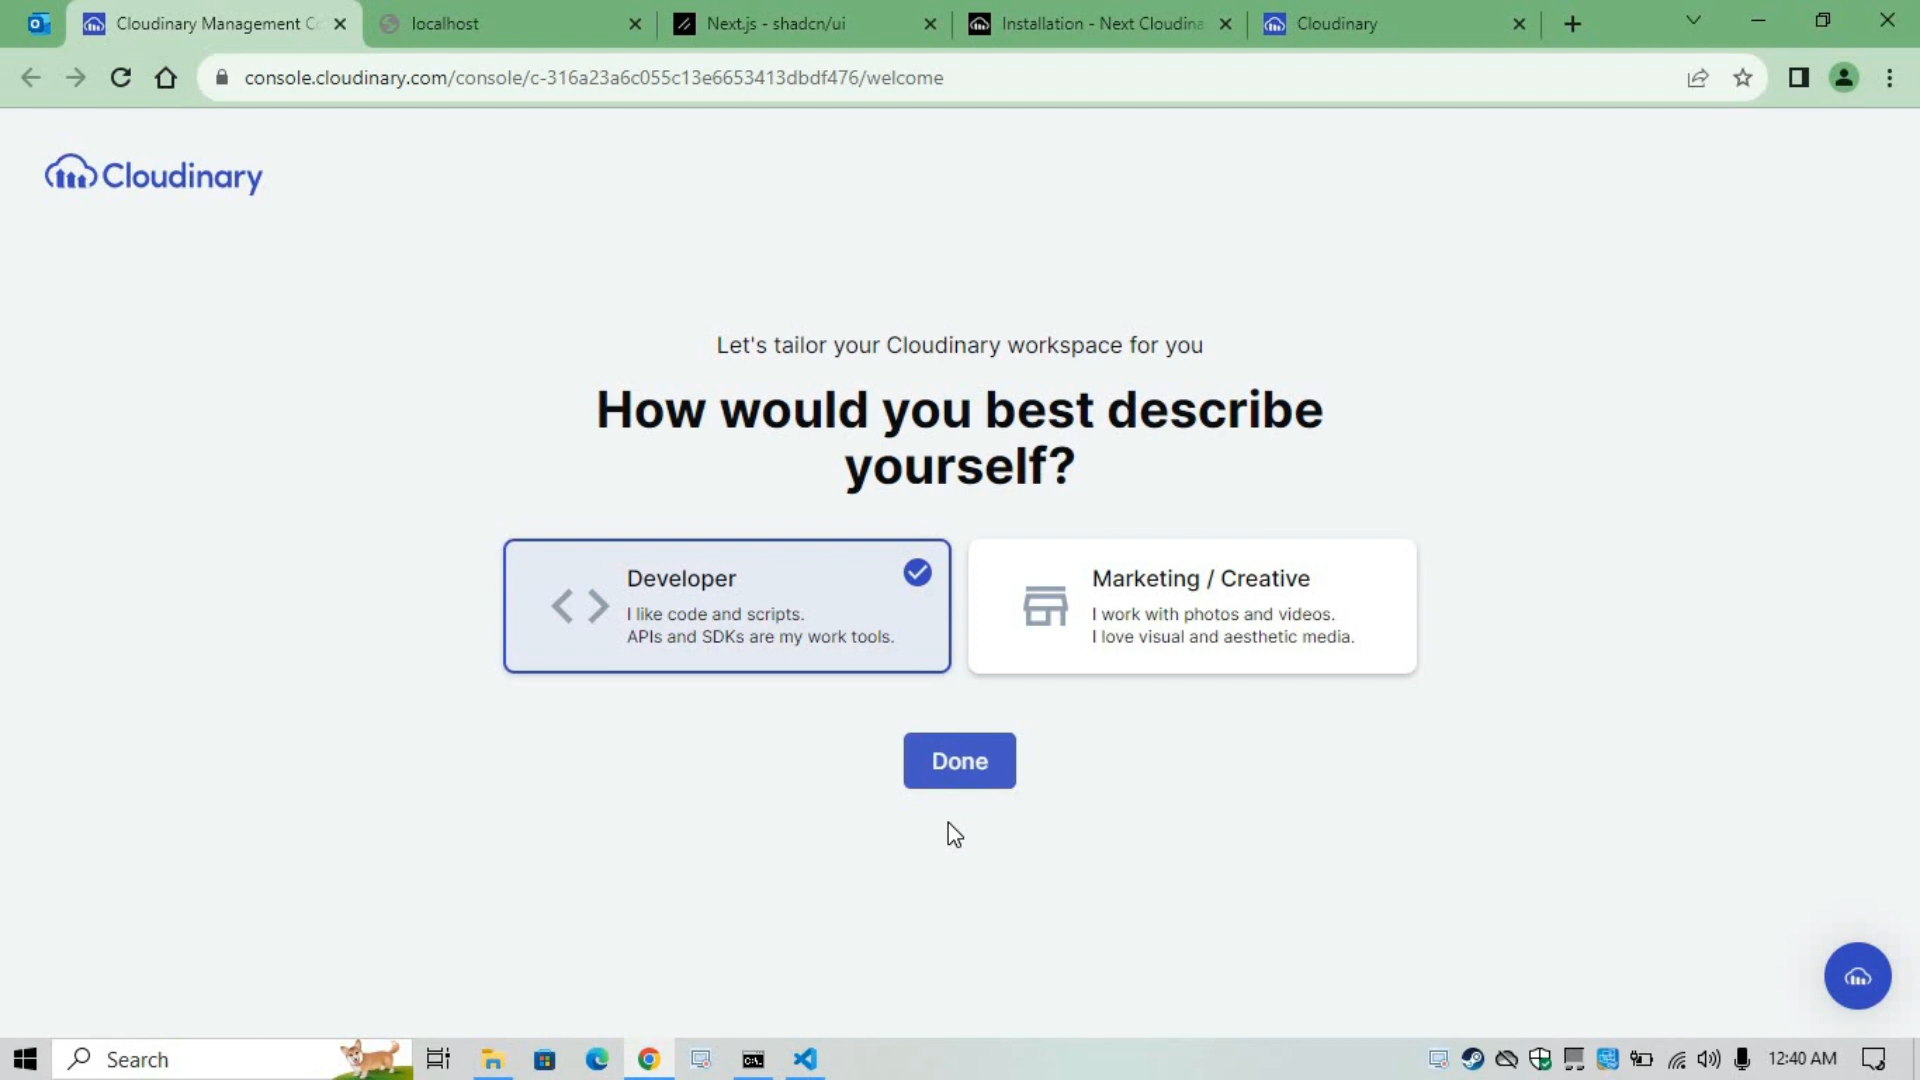 Cloudinary Management C
localhost
Next.js - shadcn/ui
Installation - Next Cloudina
Cloudinary
console.cloudinary.com/console/c-316a23a6c055c13e6653413dbdf476/welcome
Cloudinary
Let's tailor your Cloudinary workspace for you
How would you best describe
yourself?
Developer
I like code and scripts.
APIs and SDKs are my work tools.
Marketing / Creative
I work with photos and videos.
I love visual and aesthetic media.
Done
Search
12:40 AM